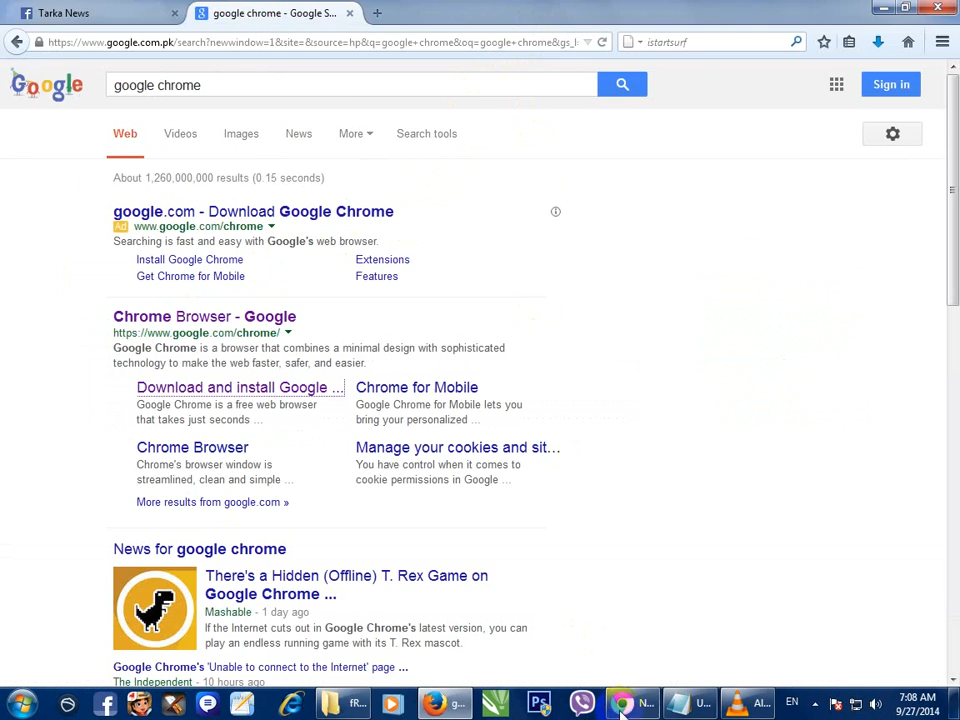 Tarka News
google chrome - Google S...
https://www.google.com.pk/search?newwindow=1&site=&source=hp&q=google+chrome&oq=google+chrome&gs_l
istartsurf
Google
google chrome
Sign in
Web
Videos
Images
News
More
Search tools
About 1,260,000,000 results (0.15 seconds)
google.com - Download Google Chrome
Ad www.google.com/chrome
Searching is fast and easy with Google's web browser.
Install Google Chrome
Extensions
Get Chrome for Mobile
Features
Chrome Browser - Google
https://www.google.com/chrome/
Google Chrome is a browser that combines a minimal design with sophisticated
technology to make the web faster, safer, and easier.
Download and install Google ...
Chrome for Mobile
Google Chrome is a free web browser
that takes just seconds ...
Google Chrome for Mobile lets you
bring your personalized ...
Chrome Browser
Manage your cookies and sit...
Chrome's browser window is
streamlined, clean and simple ...
You have control when it comes to
cookie permissions in Google ...
More results from google.com »
News for google chrome
There's a Hidden (Offline) T. Rex Game on
Google Chrome ...
Mashable - 1 day ago
If the Internet cuts out in Google Chrome's latest version, you can
play an endless running game with its T. Rex mascot.
Google Chrome's 'Unable to connect to the Internet' page ...
The Independent - 10 hours ago
fR...
g...
Ps
N...
U...
Al...
EN
7:08 AM
9/27/2014